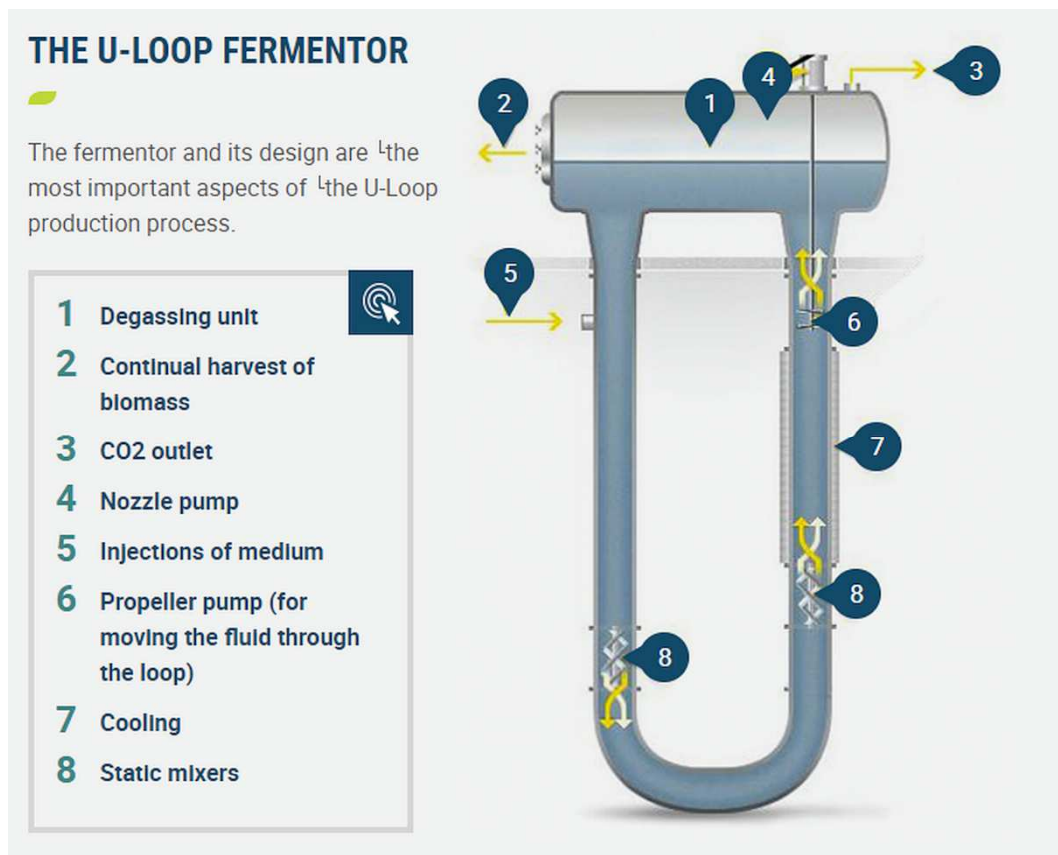 THE U-LOOP FERMENTOR
The fermentor and its design are └the
most important aspects of └the U-Loop
production process.
1 Degassing unit
2 Continual harvest of
biomass
3 CO2 outlet
4 Nozzle pump
5 Injections of medium
6 Propeller pump (for
moving the fluid through
the loop)
7 Cooling
8 Static mixers
3
4
2
1
5
6
7
8
8